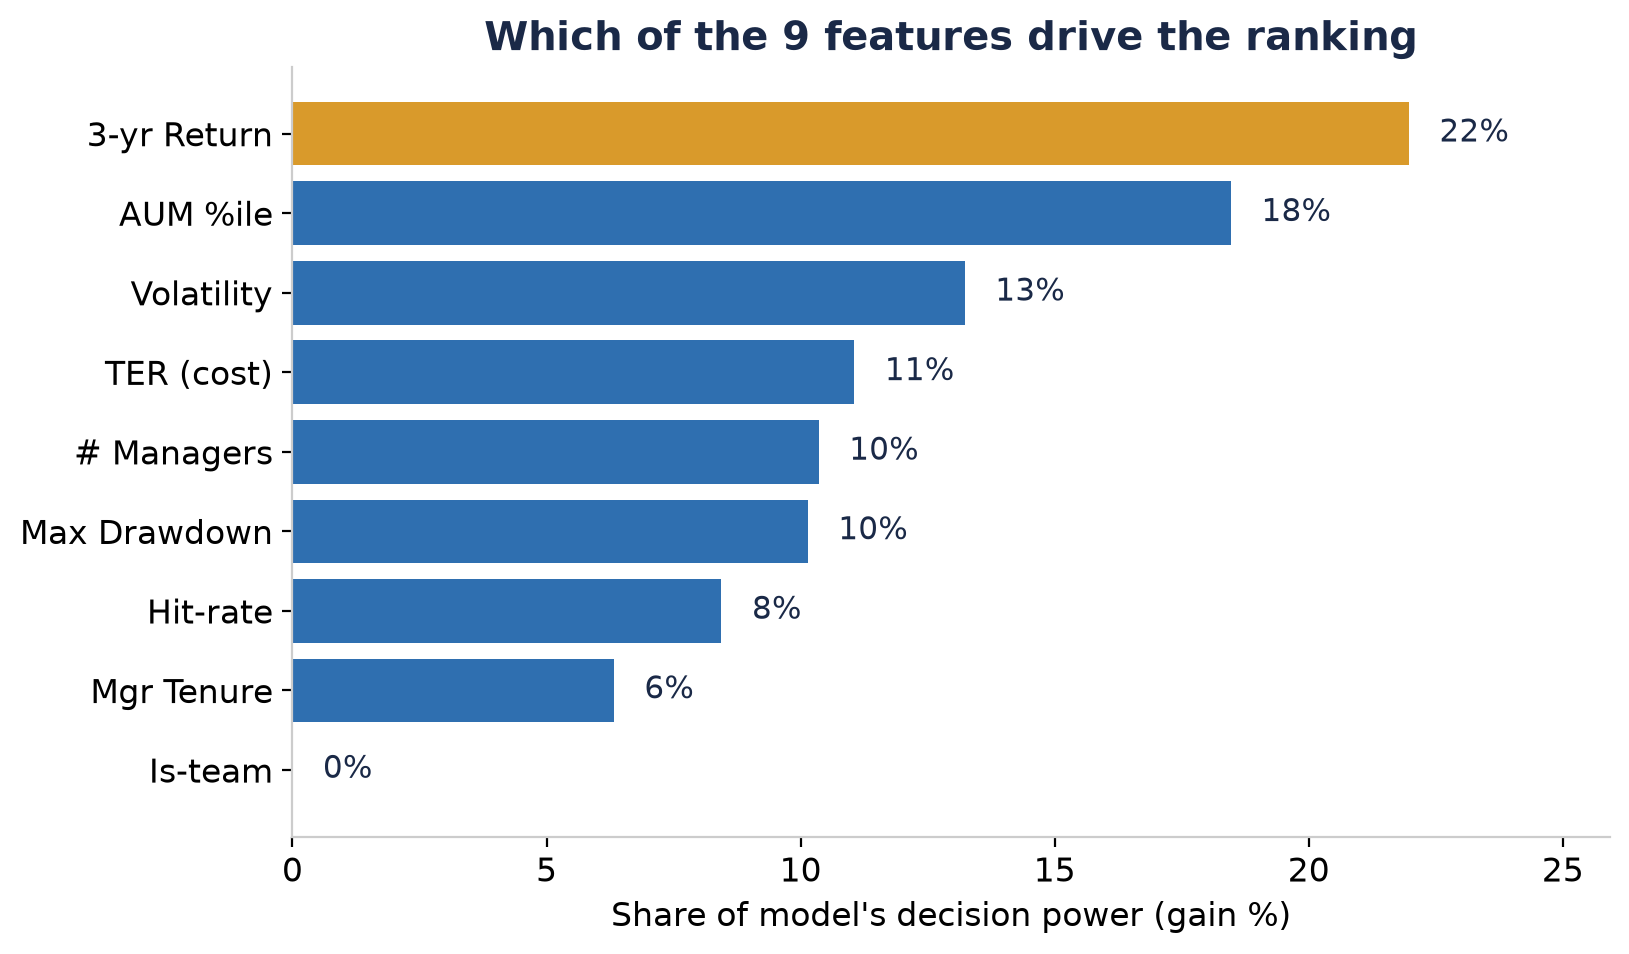 Which of the 9 features drive the ranking
3-yr Return 22%
AUM %ile 18%
Volatility 13%
TER (cost) 11%
# Managers 10%
Max Drawdown 10%
Hit-rate 8%
Mgr Tenure 6%
Is-team 0%
0 5 10 15 20 25
Share of model's decision power (gain %)